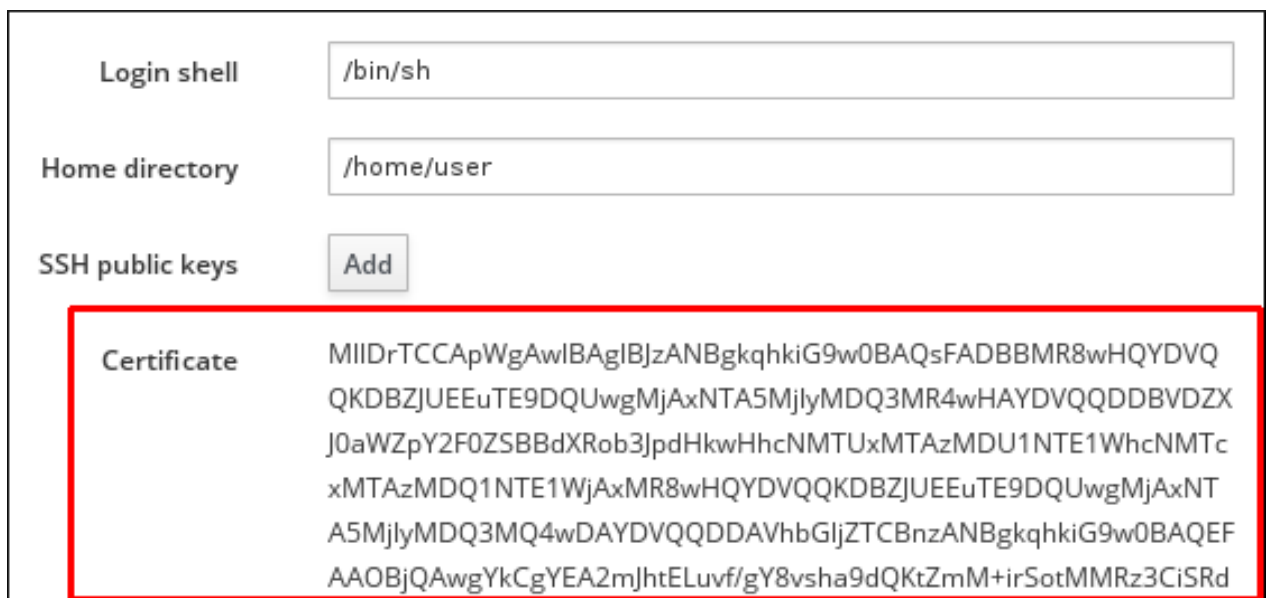 Login shell /bin/sh
Home directory /home/user
SSH public keys Add
Certificate MIIDrTCCApWgAwIBAgIBJzANBgkqhkiG9w0BAQsFADBBMR8wHQYDVQ
QKDBZJUEEuTE9DQUwgMjAxNTA5MjIyMDQ3MR4wHAYDVQQDDBVDZX
J0aWZpY2F0ZSBBdXRob3JpdHkwHhcNMTUxMTAzMDU1NTE1WhcNMTc
xMTAzMDQ1NTE1WjAxMR8wHQYDVQQKDBZJUEEuTE9DQUwgMjAxNT
A5MjIyMDQ3MQ4wDAYDVQQDDAVhbGljZTCBnzANBgkqhkiG9w0BAQEF
AAOBjQAwgYkCgYEA2mJhtELuvf/gY8vsha9dQKtZmM+irSotMMRz3CiSRd